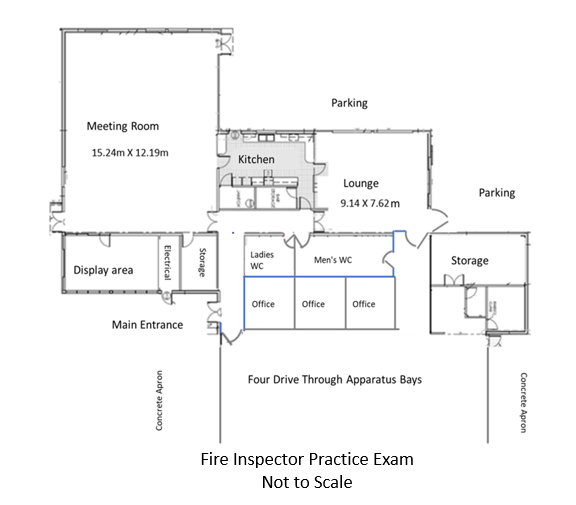 Parking
Meeting Room
15.24m X 12.19m
Kitchen
Lounge
9.14 X 7.62m
Parking
Display area
Electrical
Storage
Ladies
WC
Men's WC
Storage
Office
Office
Office
Main Entrance
Four Drive Through Apparatus Bays
Concrete Apron
Concrete Apron
Fire Inspector Practice Exam
Not to Scale